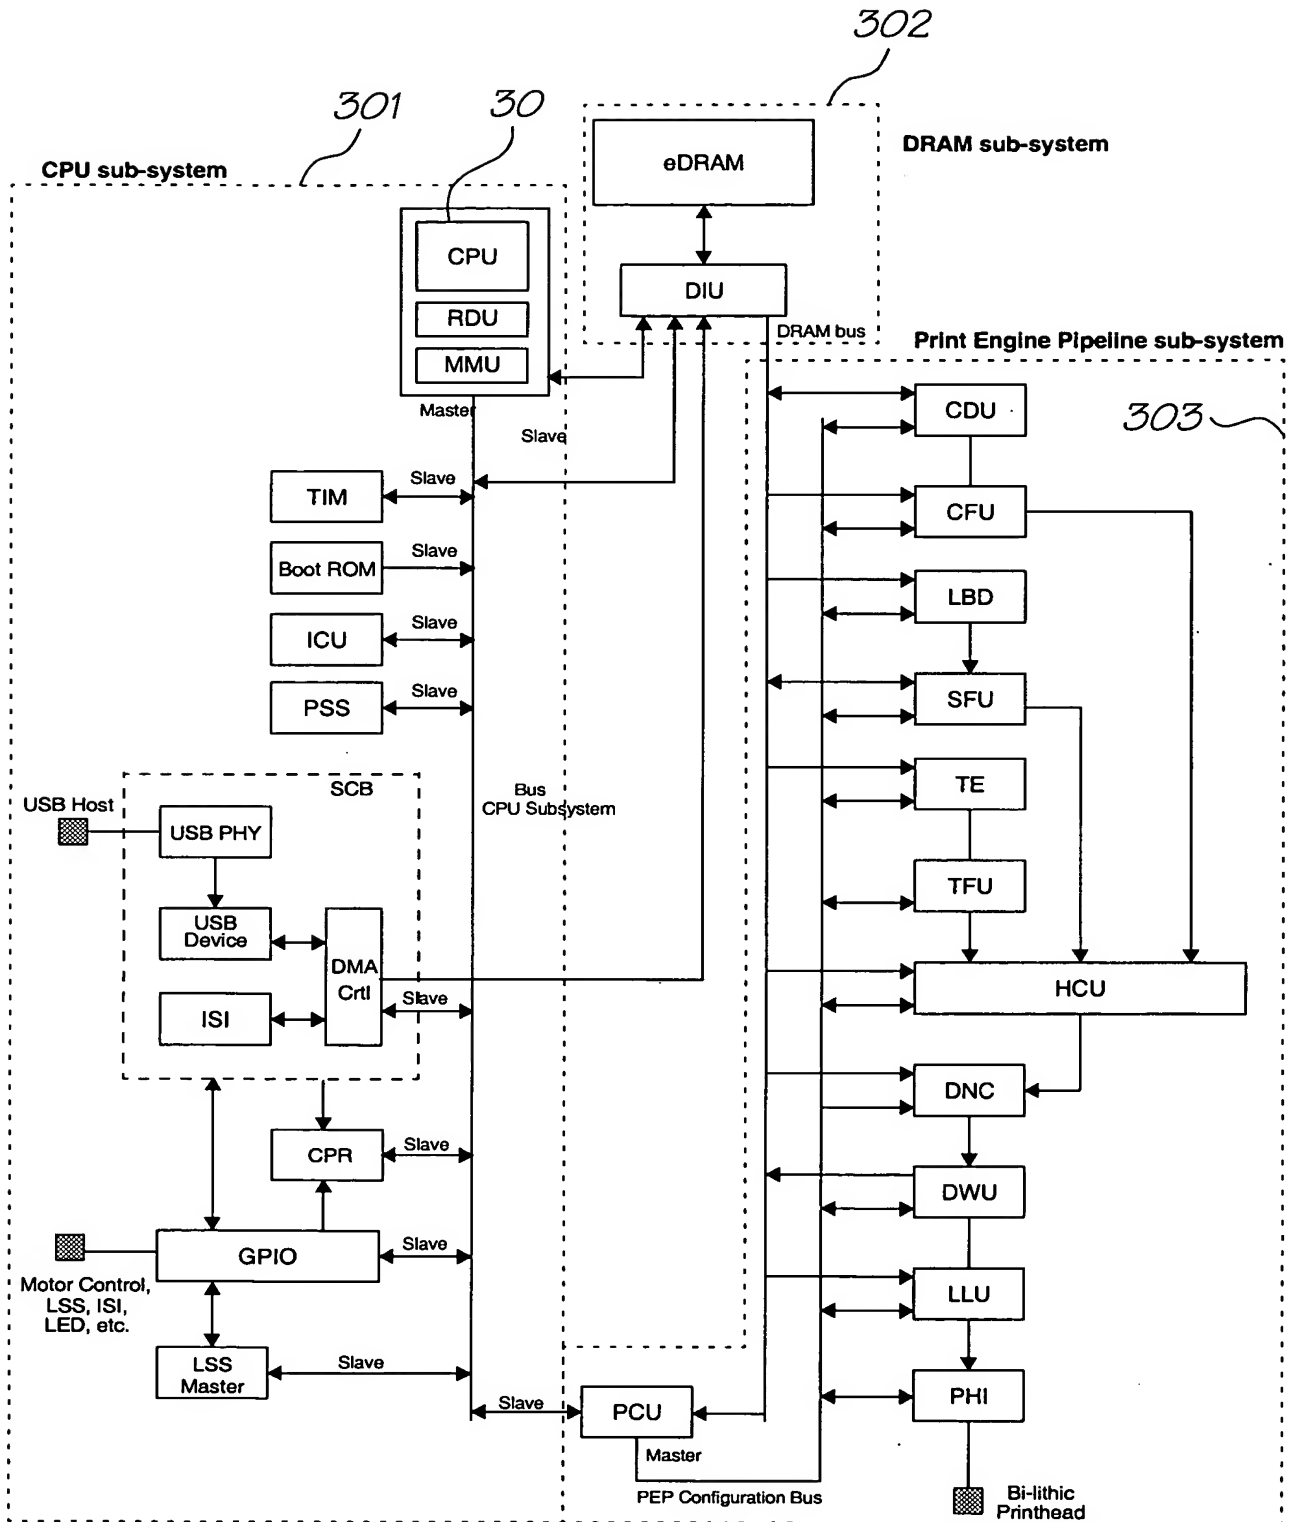 302
301
30
DRAM sub-system
CPU sub-system
eDRAM
CPU
DIU
RDU
DRAM bus
MMU
Print Engine Pipeline sub-system
Master
Slave
CDU
303
TIM
Slave
CFU
Boot ROM
Slave
LBD
ICU
Slave
PSS
Slave
SFU
SCB
Bus
CPU Subsystem
TE
USB Host
USB PHY
TFU
USB
Device
DMA
Crtl
Slave
HCU
ISI
DNC
CPR
Slave
DWU
GPIO
Slave
Motor Control,
LSS, ISI,
LED, etc.
LLU
LSS
Master
Slave
PHI
Slave
PCU
Master
PEP Configuration Bus
Bi-lithic
Printhead